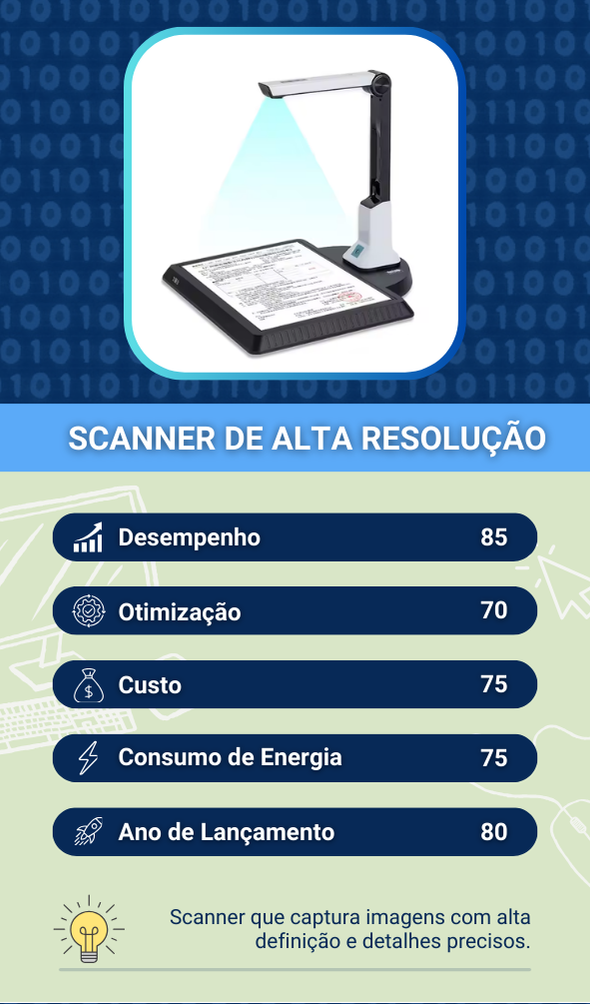 SCANNER DE ALTA RESOLUÇÃO
Desempenho 85
Otimização 70
$
Custo 75
Consumo de Energia 75
Ano de Lançamento 80
Scanner que captura imagens com alta
definição e detalhes precisos.